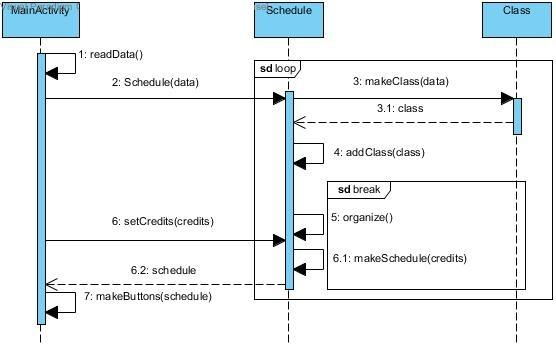 MainActivity
Schedule
Class
1: readData()
sd loop
2: Schedule(data)
3: makeClass(data)
3.1: class
4: addClass(class)
sd break
6: setCredits(credits)
5: organize()
6.1: makeSchedule(credits)
6.2: schedule
7: makeButtons(schedule)